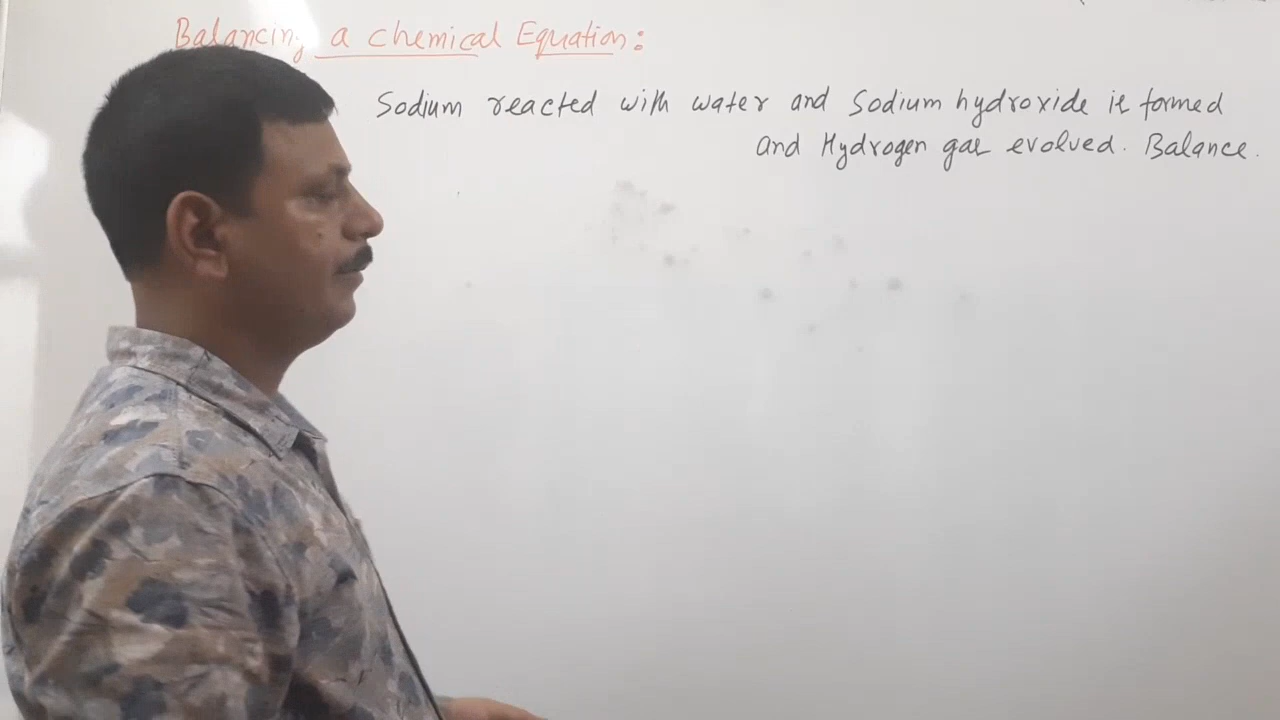 Balancing a chemical Equation:
Sodium reacted with water and Sodium hydroxide is formed
and Hydrogen gas evolved. Balance.